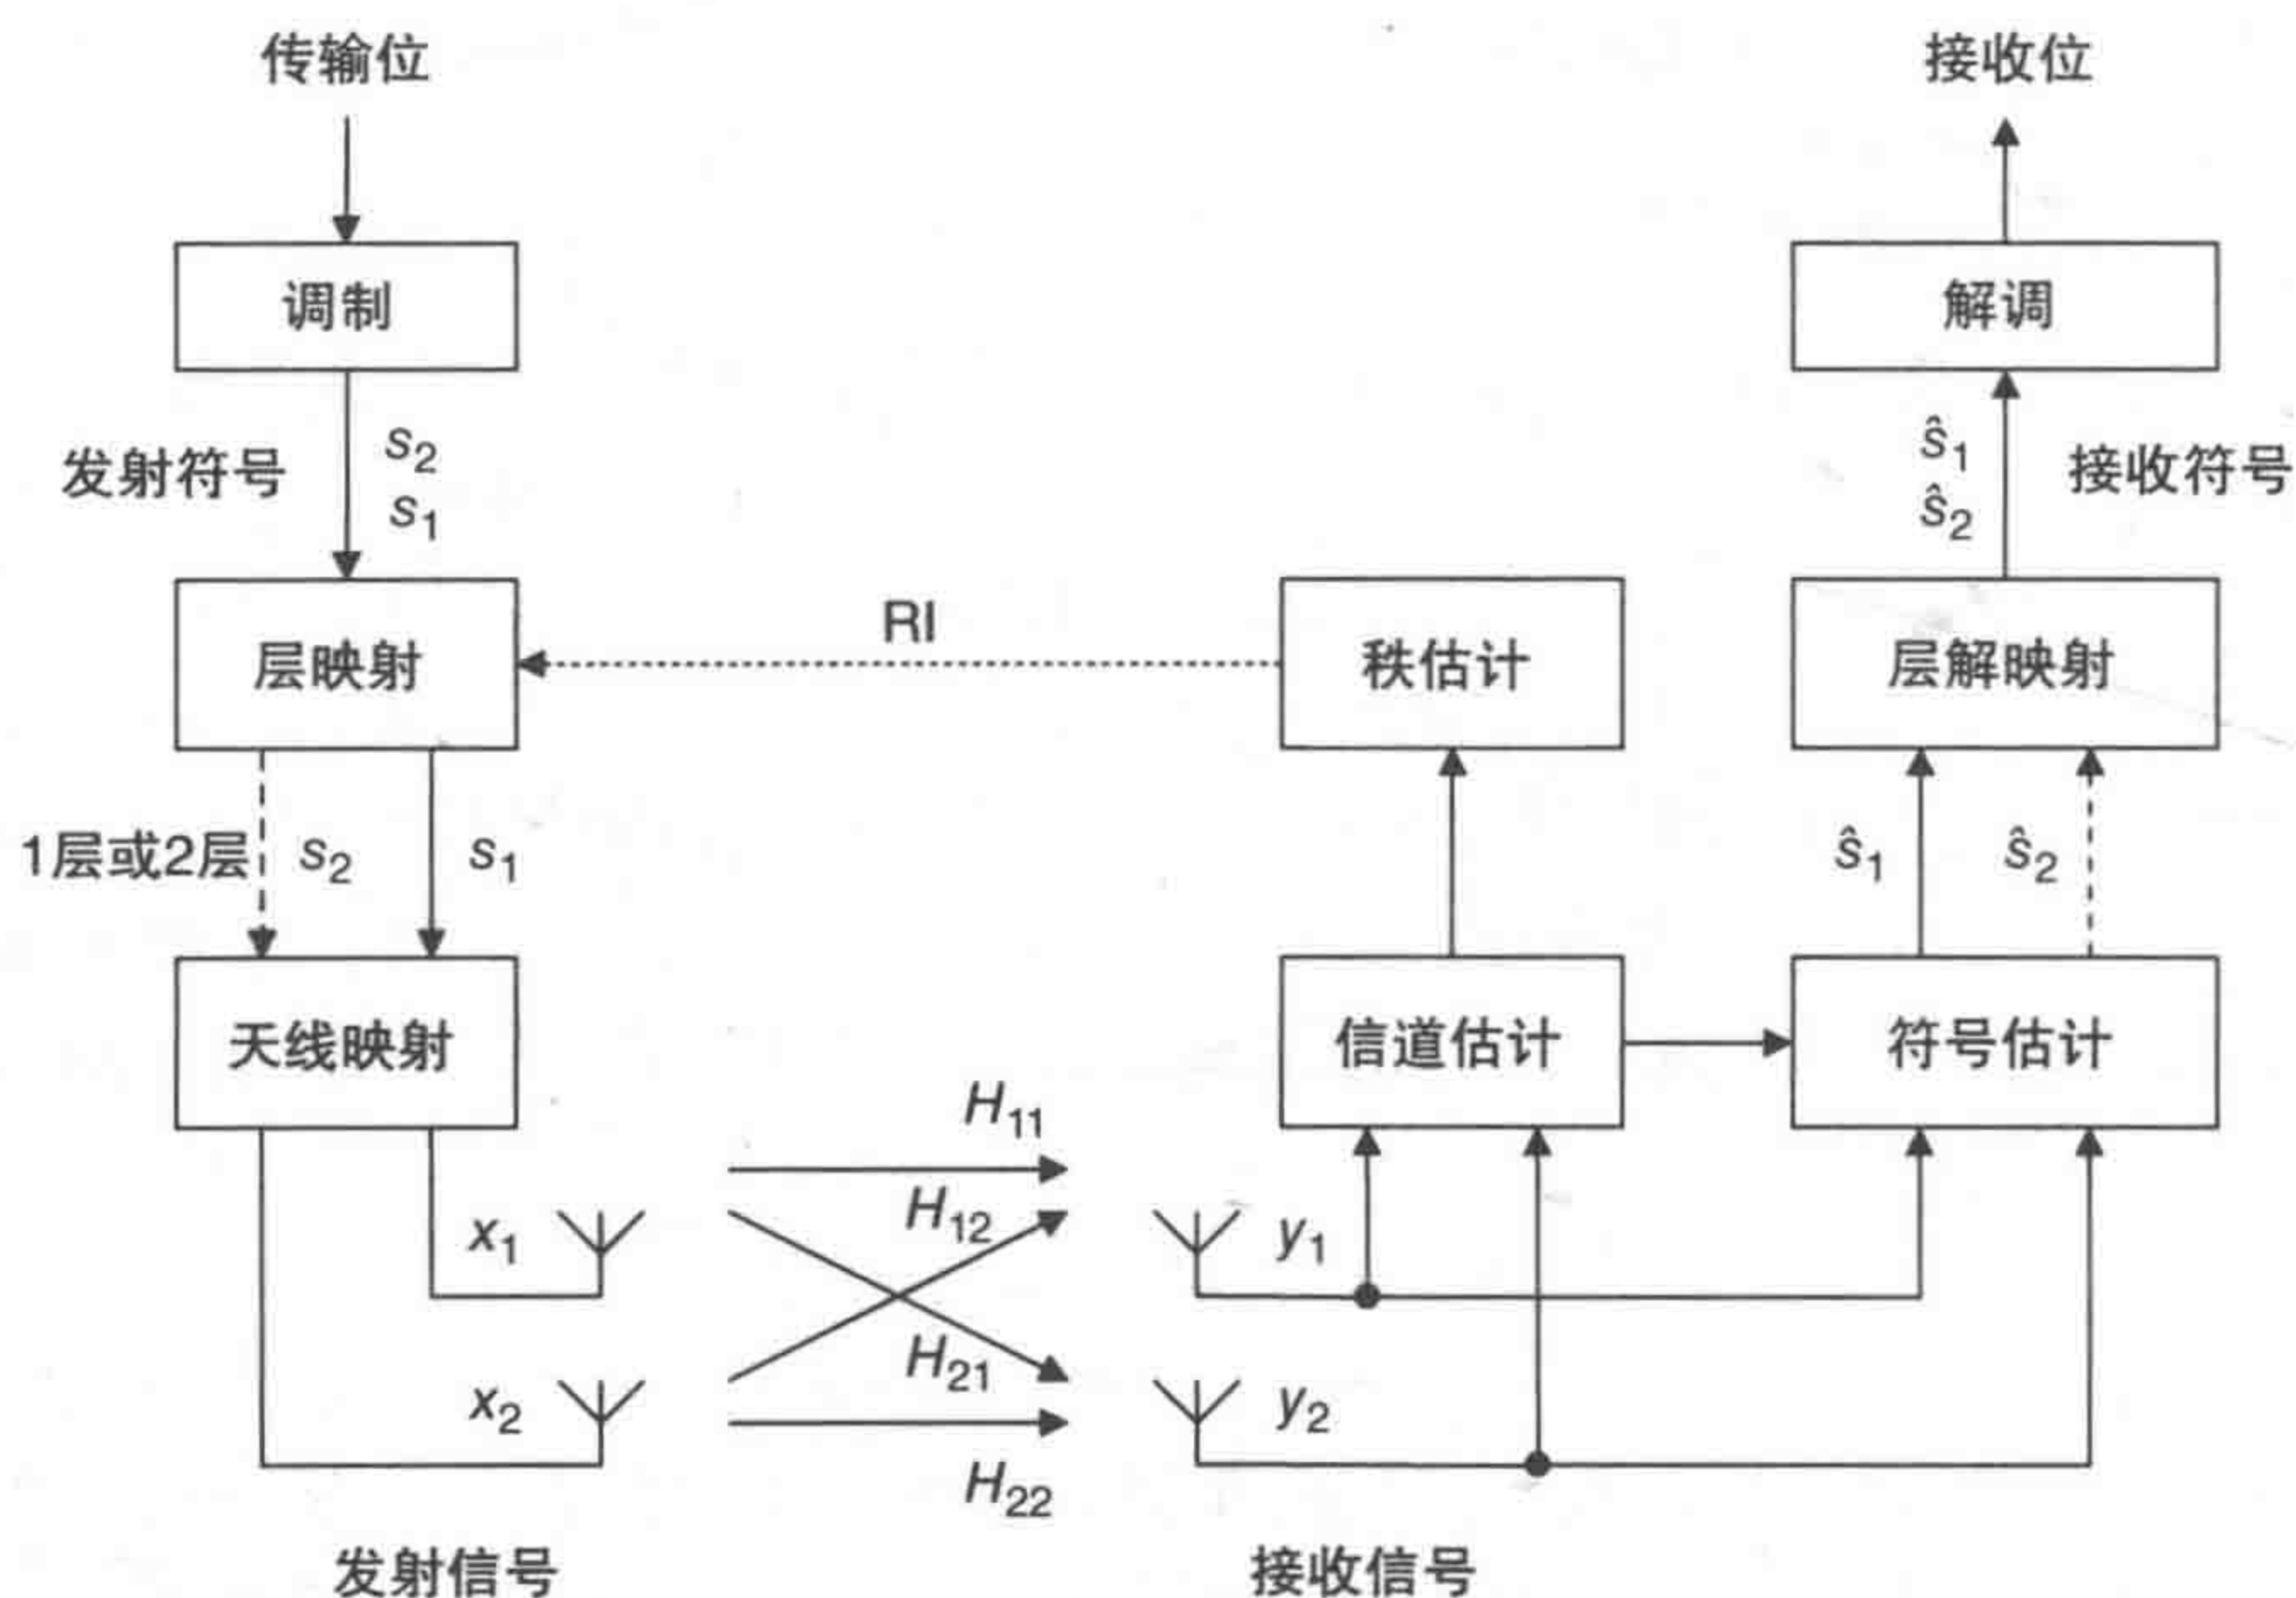 传输位
接收位
调制
解调
发射符号
s2
s1
ŝ1
ŝ2
接收符号
层映射
RI
秩估计
层解映射
1层或2层
s2
s1
ŝ1
ŝ2
天线映射
信道估计
符号估计
H11
H12
x1
y1
H21
x2
y2
H22
发射信号
接收信号